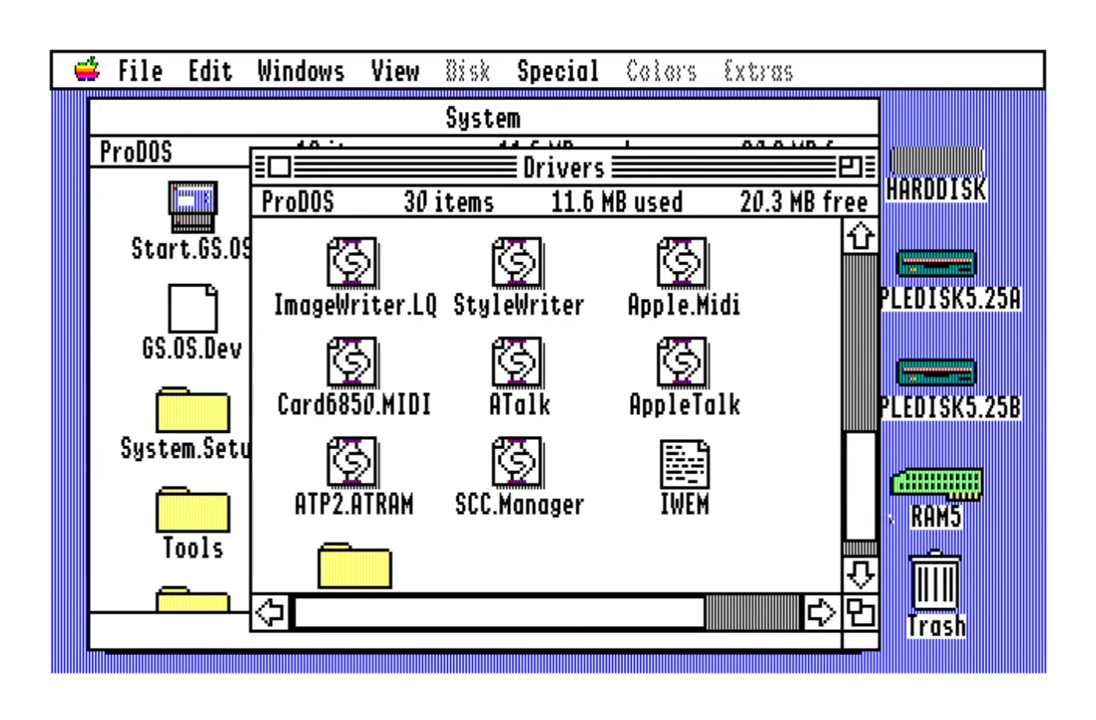 File Edit Windows View Disk Special Colors Extras
System
ProDOS
Drivers
ProDOS 30 items 11.6 MB used 20.3 MB free
Start.GS.OS
GS.OS.Dev
System.Setu
Tools
ImageWriter.LQ StyleWriter Apple.Midi
Card6850.MIDI ATalk AppleTalk
ATP2.ATRAM SCC.Manager IWEM
HARDDISK
PLEDISK5.25A
PLEDISK5.25B
RAM5
Trash